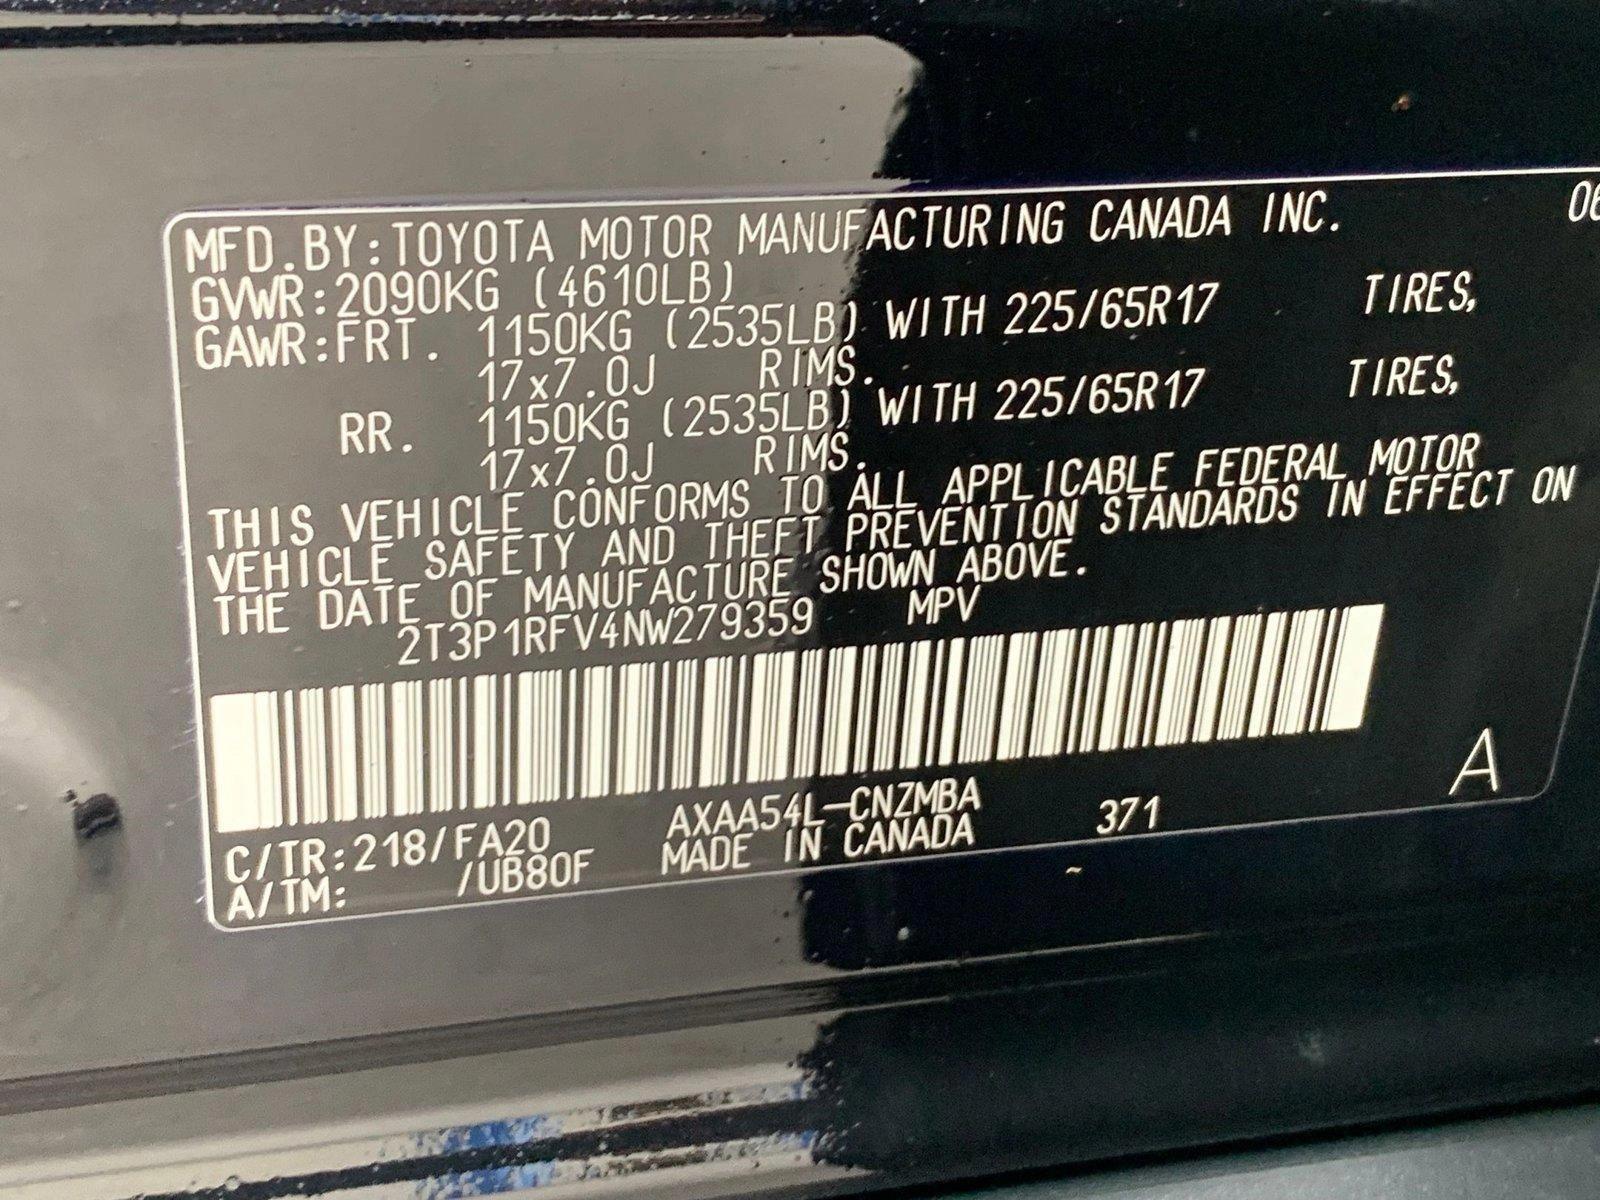 MFD.BY:TOYOTA MOTOR MANUFACTURING CANADA INC. 06
GVWR:2090KG (4610LB)
GAWR:FRT. 1150KG (2535LB) WITH 225/65R17 TIRES,
17x7.0J RIMS.
RR. 1150KG (2535LB) WITH 225/65R17 TIRES,
17x7.0J RIMS.
THIS VEHICLE CONFORMS TO ALL APPLICABLE FEDERAL MOTOR
VEHICLE SAFETY AND THEFT PREVENTION STANDARDS IN EFFECT ON
THE DATE OF MANUFACTURE SHOWN ABOVE.
2T3P1RFV4NW279359 MPV
C/TR:218/FA20 AXAA54L-CNZMBA 371 A
A/TM: /UB80F MADE IN CANADA